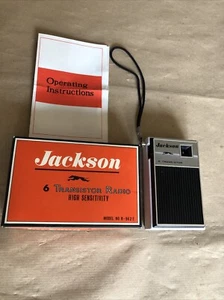 Operating
Instructions
Jackson
6 TRANSISTOR RADIO
HIGH SENSITIVITY
Jackson